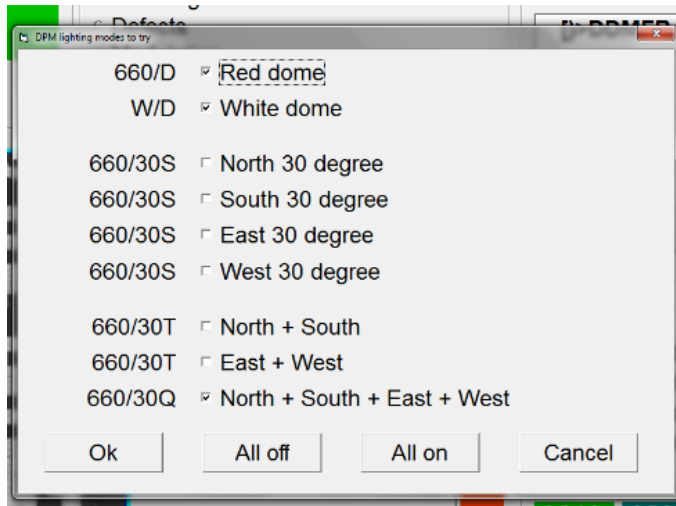 Defects
DPM lighting modes to try
660/D Red dome
W/D White dome
660/30S North 30 degree
660/30S South 30 degree
660/30S East 30 degree
660/30S West 30 degree
660/30T North + South
660/30T East + West
660/30Q North + South + East + West
Ok All off All on Cancel